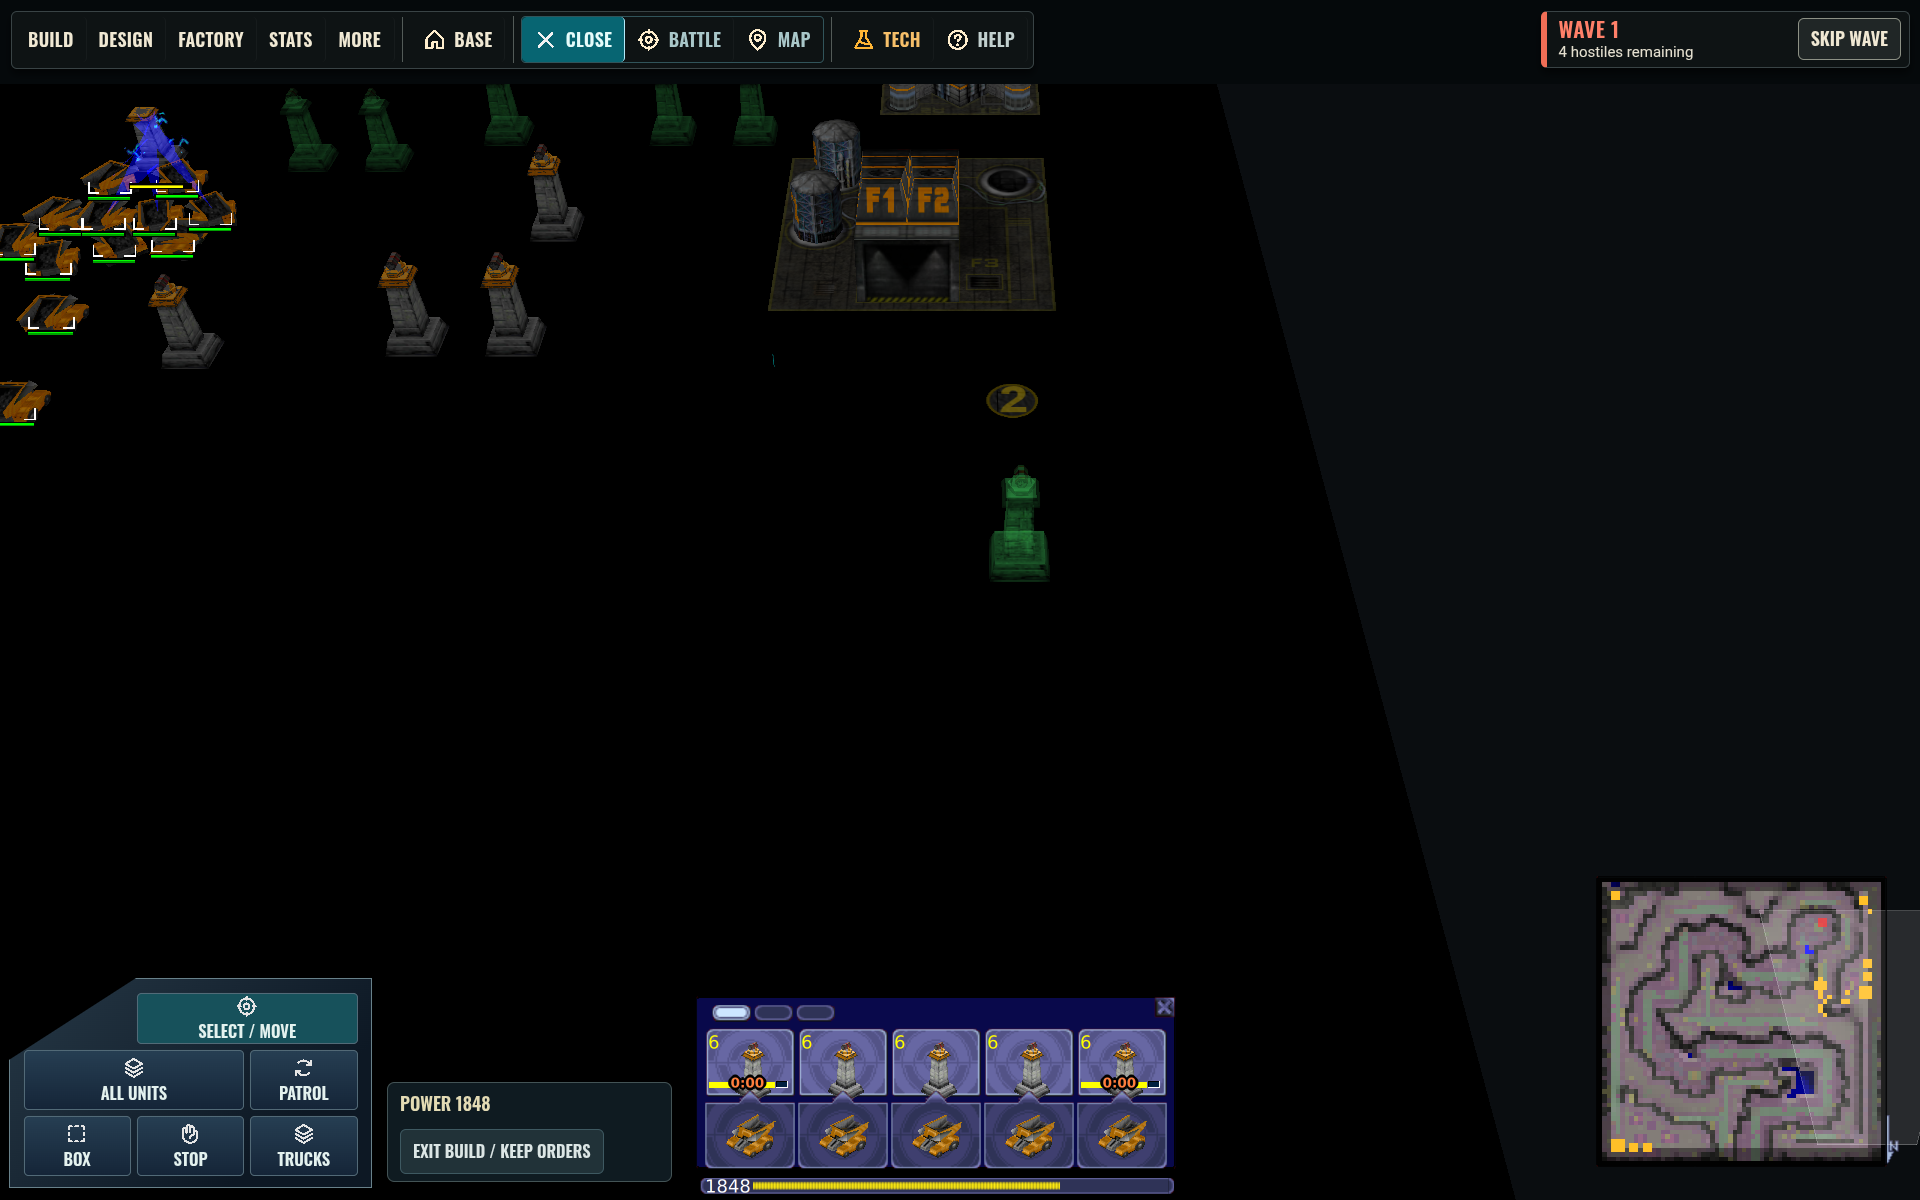 BUILD DESIGN FACTORY STATS MORE BASE CLOSE BATTLE MAP TECH HELP
WAVE 1
4 hostiles remaining
SKIP WAVE
F1 F2
F3
2
SELECT / MOVE
ALL UNITS PATROL
BOX STOP TRUCKS
POWER 1848
EXIT BUILD / KEEP ORDERS
6 6 6 6 6
0:00 0:00
1848
N